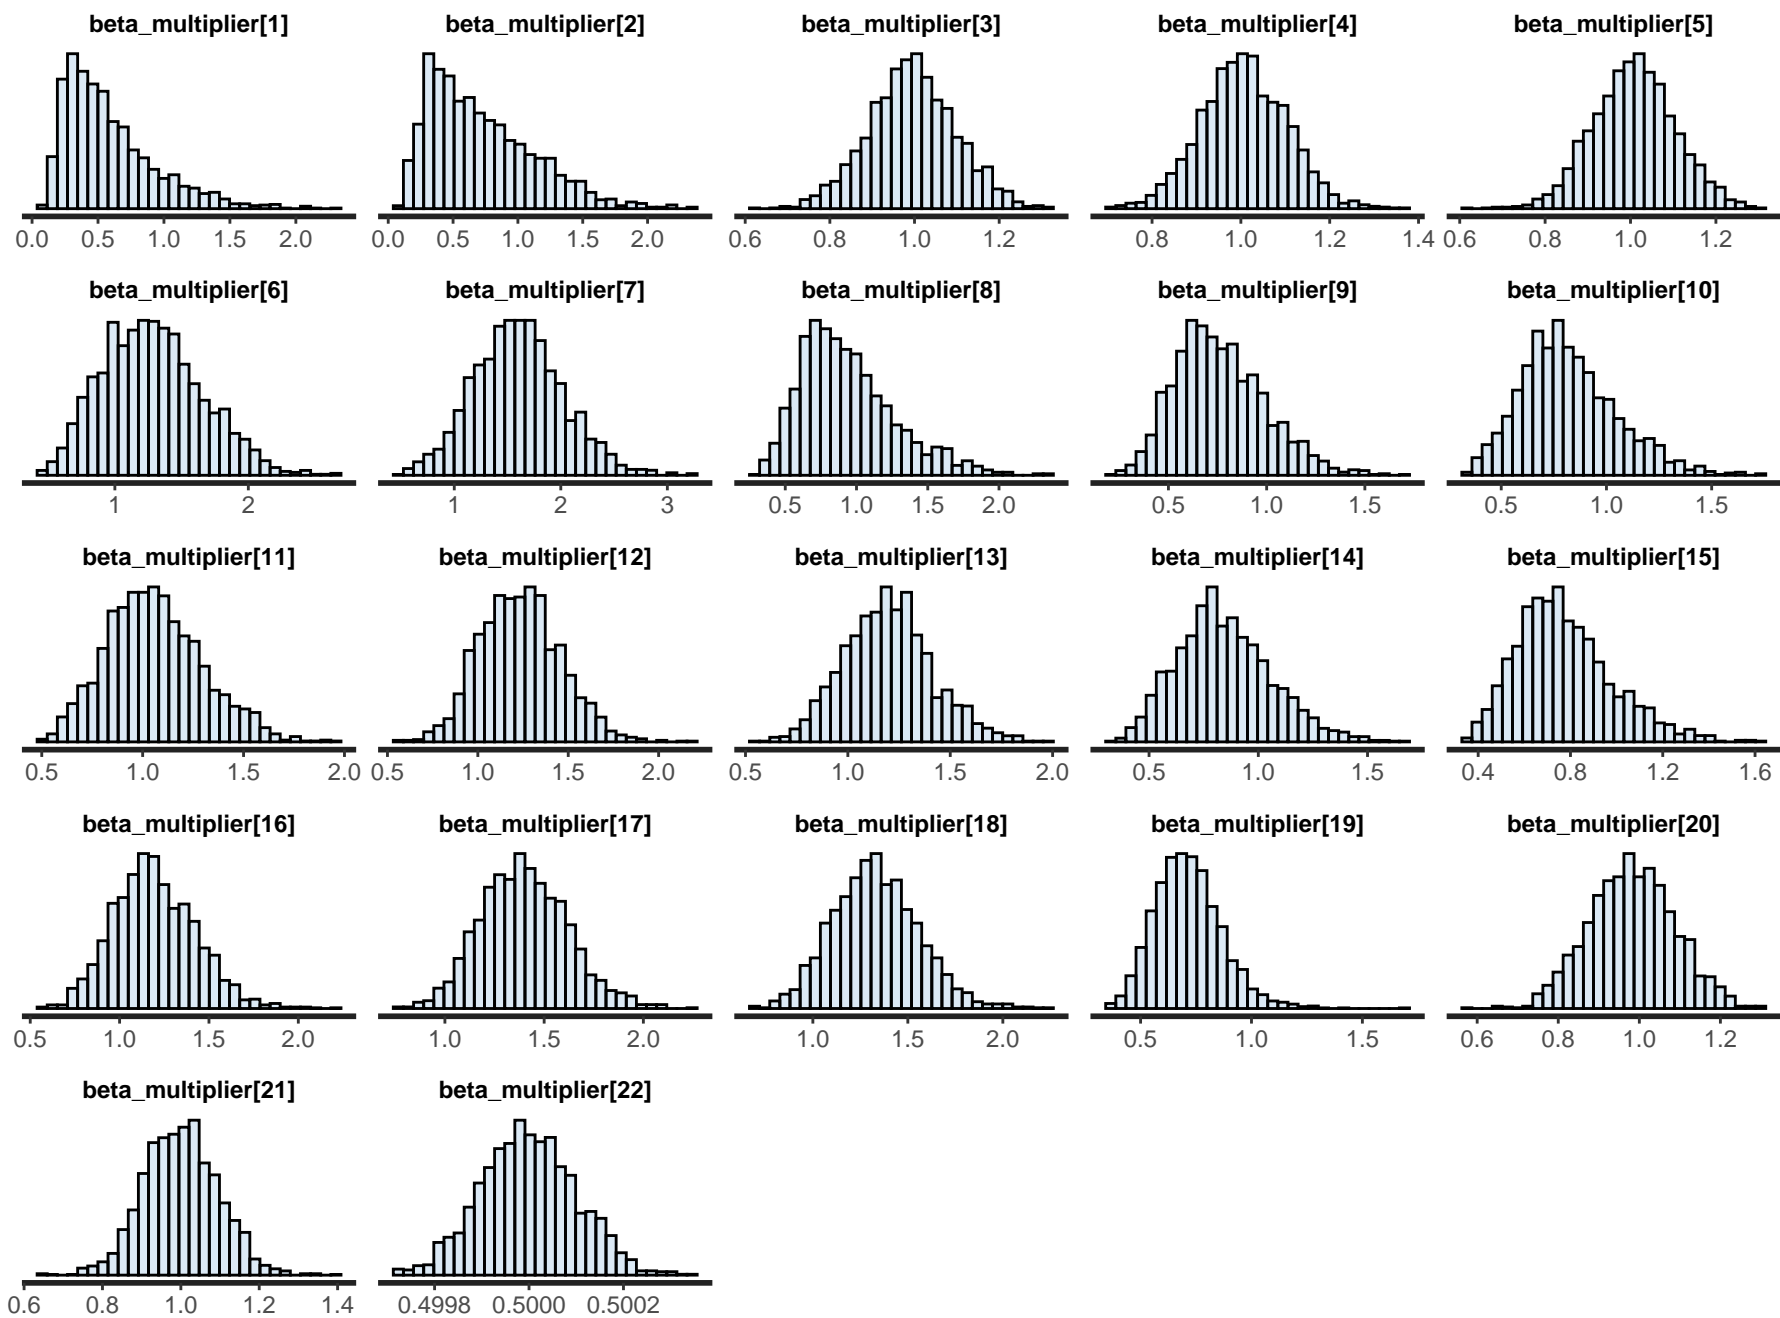 beta_multiplier[1] beta_multiplier[2] beta_multiplier[3] beta_multiplier[4] beta_multiplier[5]
0.0 0.5 1.0 1.5 2.0 0.0 0.5 1.0 1.5 2.0 0.6 0.8 1.0 1.2 0.8 1.0 1.2 1.4 0.6 0.8 1.0 1.2
beta_multiplier[6] beta_multiplier[7] beta_multiplier[8] beta_multiplier[9] beta_multiplier[10]
1 2 1 2 3 0.5 1.0 1.5 2.0 0.5 1.0 1.5 0.5 1.0 1.5
beta_multiplier[11] beta_multiplier[12] beta_multiplier[13] beta_multiplier[14] beta_multiplier[15]
0.5 1.0 1.5 2.0 0.5 1.0 1.5 2.0 0.5 1.0 1.5 2.0 0.5 1.0 1.5 0.4 0.8 1.2 1.6
beta_multiplier[16] beta_multiplier[17] beta_multiplier[18] beta_multiplier[19] beta_multiplier[20]
0.5 1.0 1.5 2.0 1.0 1.5 2.0 1.0 1.5 2.0 0.5 1.0 1.5 0.6 0.8 1.0 1.2
beta_multiplier[21] beta_multiplier[22]
0.6 0.8 1.0 1.2 1.4 0.4998 0.5000 0.5002